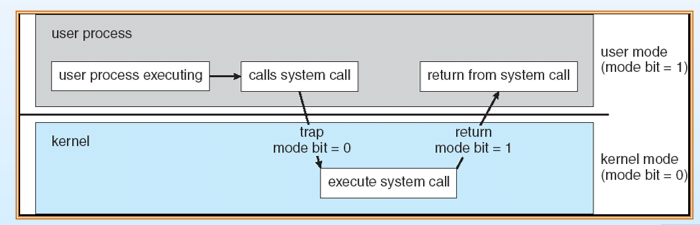 user process
user process executing
calls system call
return from system call
user mode
(mode bit = 1)
kernel
trap
mode bit = 0
return
mode bit = 1
execute system call
kernel mode
(mode bit = 0)